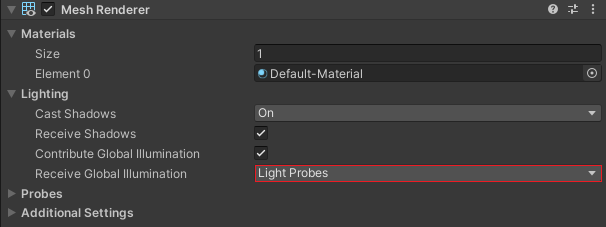 Mesh Renderer
Materials
Size 1
Element 0 Default-Material
Lighting
Cast Shadows On
Receive Shadows
Contribute Global Illumination
Receive Global Illumination Light Probes
Probes
Additional Settings